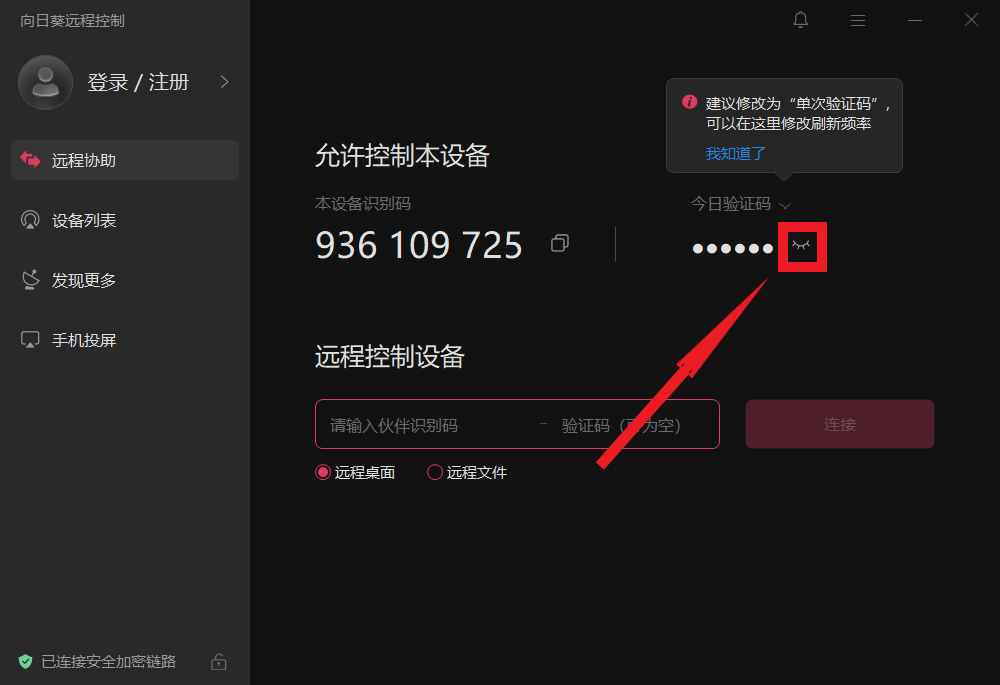 向日葵远程控制
登录 / 注册
远程协助
设备列表
发现更多
手机投屏
已连接安全加密链路
建议修改为“单次验证码”，
可以在这里修改刷新频率
我知道了
允许控制本设备
本设备识别码
今日验证码
936 109 725
远程控制设备
请输入伙伴识别码 － 验证码（可为空）
连接
远程桌面
远程文件